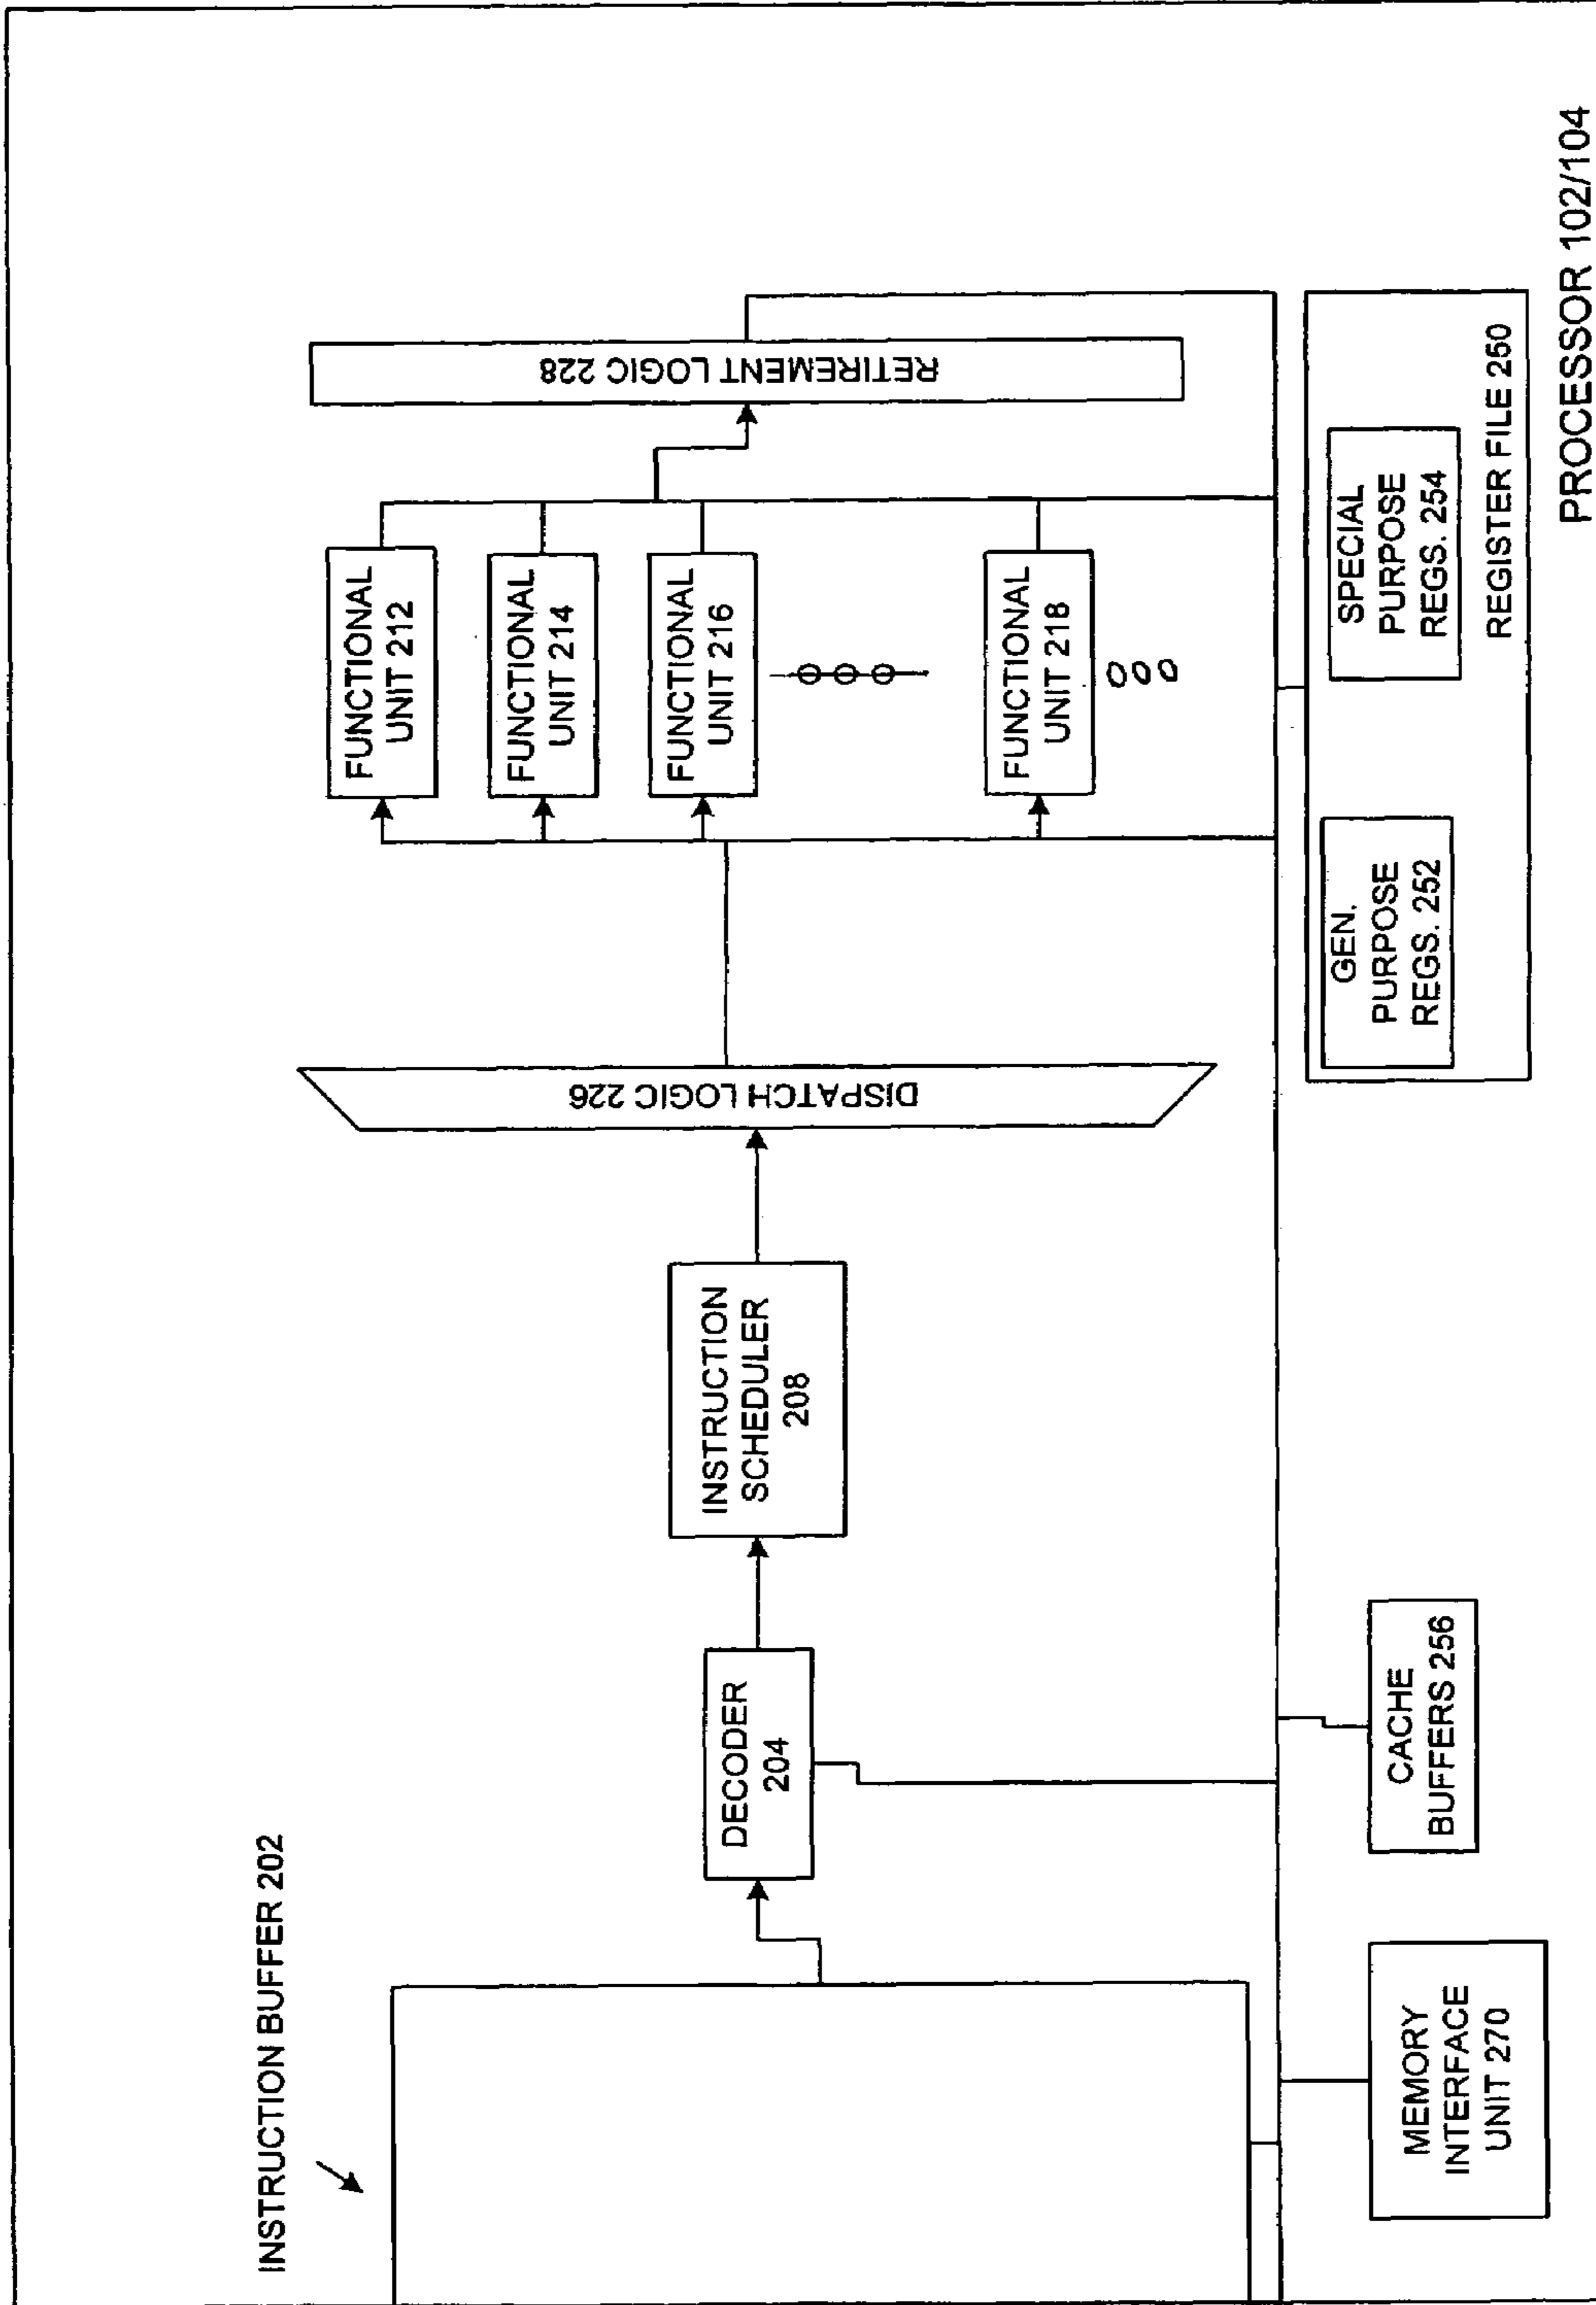 INSTRUCTION BUFFER 202
DECODER
204
INSTRUCTION
SCHEDULER
208
DISPATCH LOGIC 226
FUNCTIONAL
UNIT 212
FUNCTIONAL
UNIT 214
FUNCTIONAL
UNIT 216
FUNCTIONAL
UNIT 218
RETIREMENT LOGIC 228
MEMORY
INTERFACE
UNIT 270
CACHE
BUFFERS 256
GEN.
PURPOSE
REGS. 252
SPECIAL
PURPOSE
REGS. 254
REGISTER FILE 250
PROCESSOR 102/104